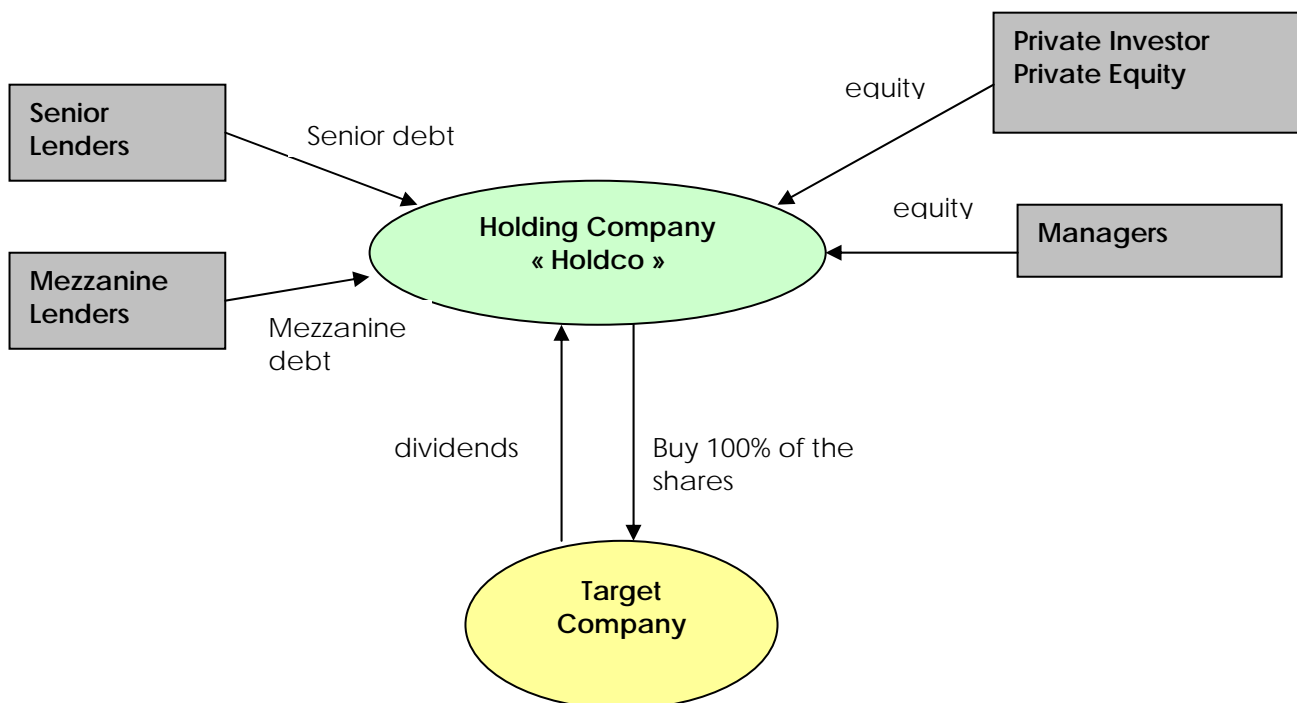 Private Investor
Private Equity
equity
Senior
Lenders
Senior debt
Holding Company
« Holdco »
equity
Managers
Mezzanine
Lenders
Mezzanine
debt
dividends
Buy 100% of the
shares
Target
Company